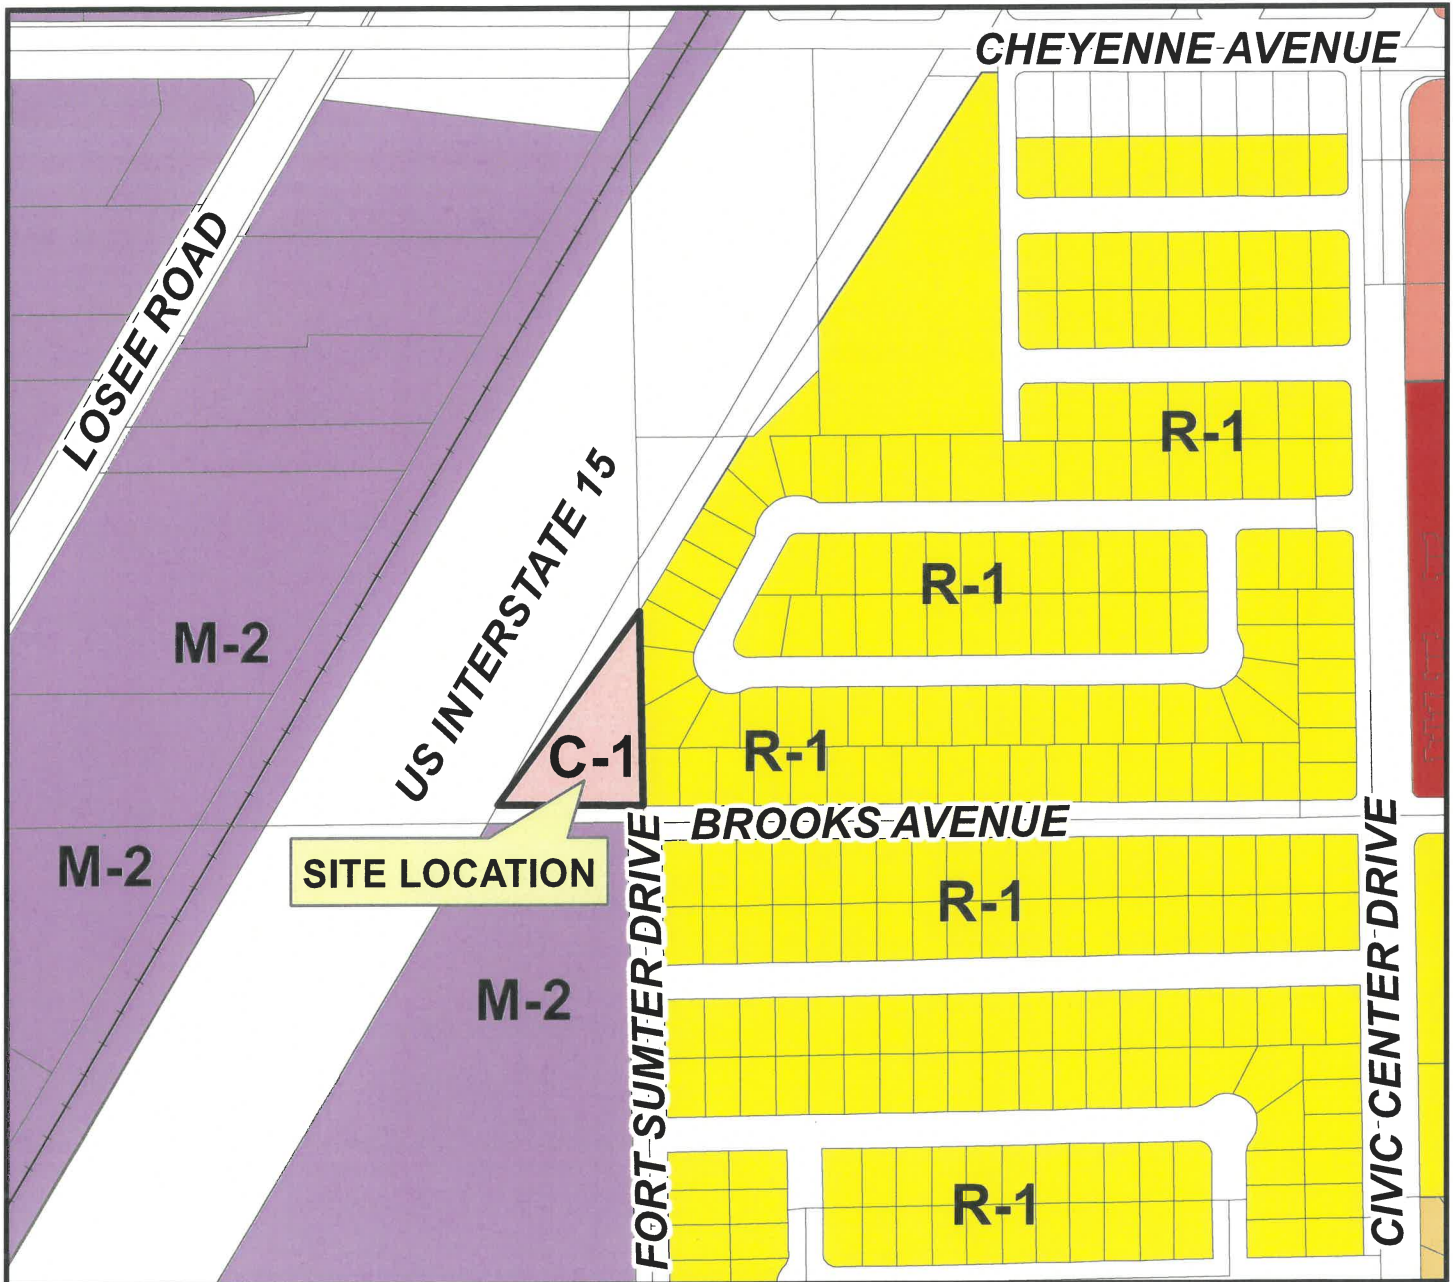 CHEYENNE AVENUE
LOSEE ROAD
R-1
US INTERSTATE 15
R-1
M-2
C-1
R-1
BROOKS AVENUE
SITE LOCATION
M-2
R-1
M-2
FORT SUMTER DRIVE
CIVIC CENTER DRIVE
R-1